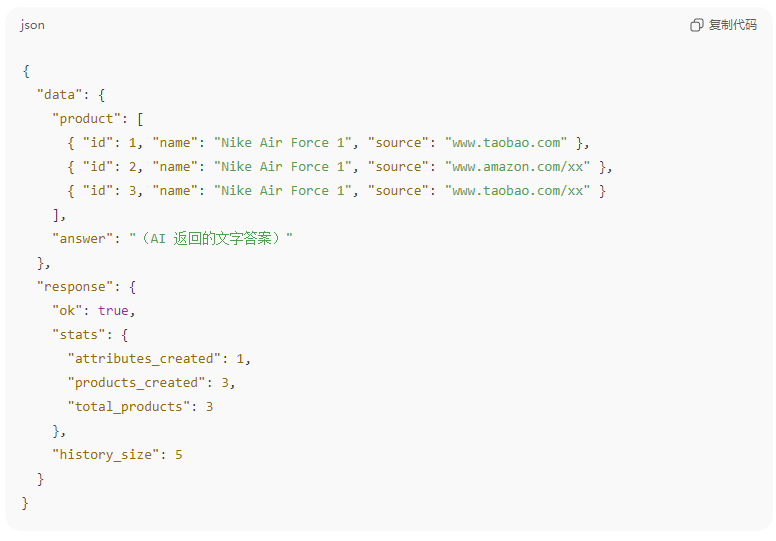 json
复制代码
{
  "data": {
    "product": [
      { "id": 1, "name": "Nike Air Force 1", "source": "www.taobao.com" },
      { "id": 2, "name": "Nike Air Force 1", "source": "www.amazon.com/xx" },
      { "id": 3, "name": "Nike Air Force 1", "source": "www.taobao.com/xx" }
    ],
    "answer": "（AI 返回的文字答案）"
  },
  "response": {
    "ok": true,
    "stats": {
      "attributes_created": 1,
      "products_created": 3,
      "total_products": 3
    },
    "history_size": 5
  }
}